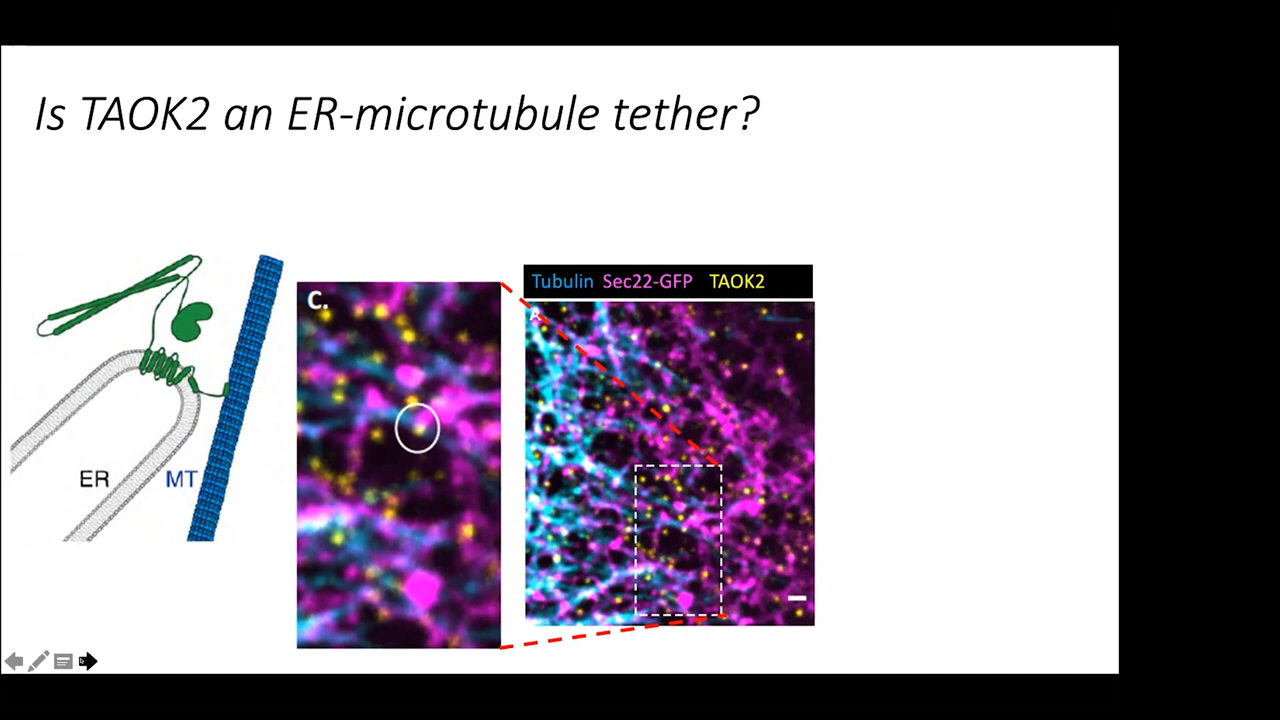 Is TAOK2 an ER-microtubule tether?
ER
MT
C.
Tubulin Sec22-GFP TAOK2